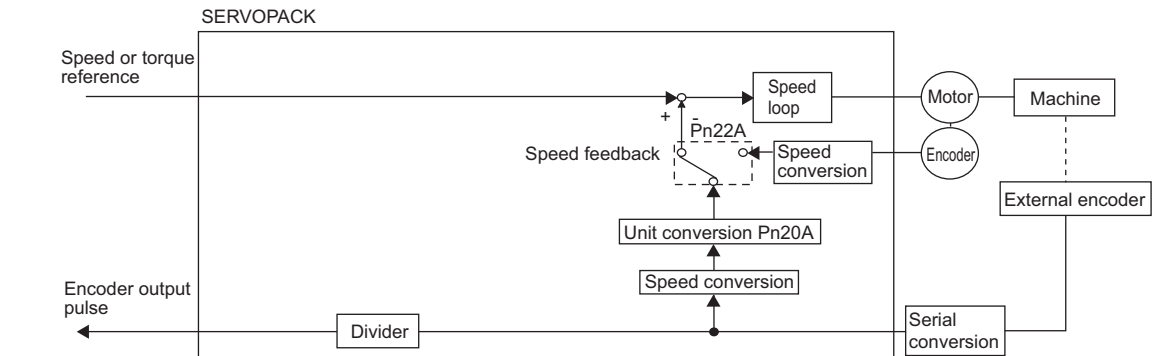 SERVOPACK
Speed or torque
reference
Speed
loop
Motor
Machine
+
-
Pn22A
Speed feedback
Speed
conversion
Encoder
External encoder
Unit conversion Pn20A
Speed conversion
Encoder output
pulse
Divider
Serial
conversion